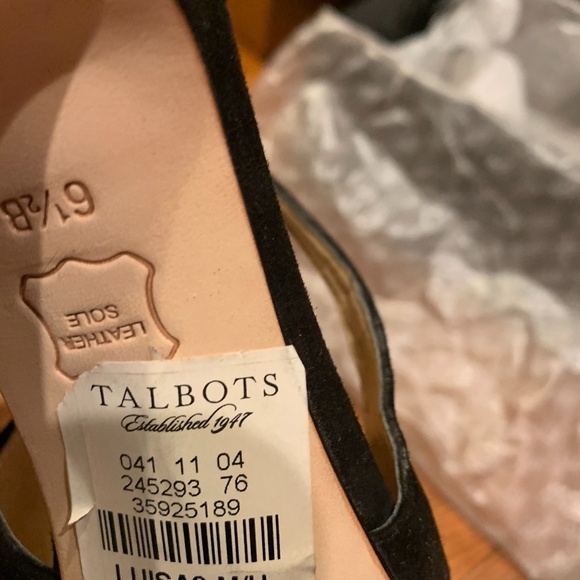 6½B
LEATHER
SOLE
TALBOTS
Established 1947
041 11 04
245293 76
35925189